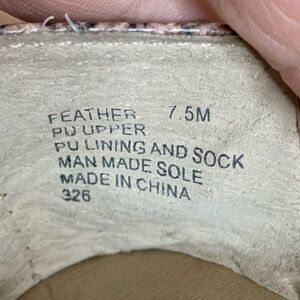 FEATHER 7.5M
PU UPPER
PU LINING AND SOCK
MAN MADE SOLE
MADE IN CHINA
326